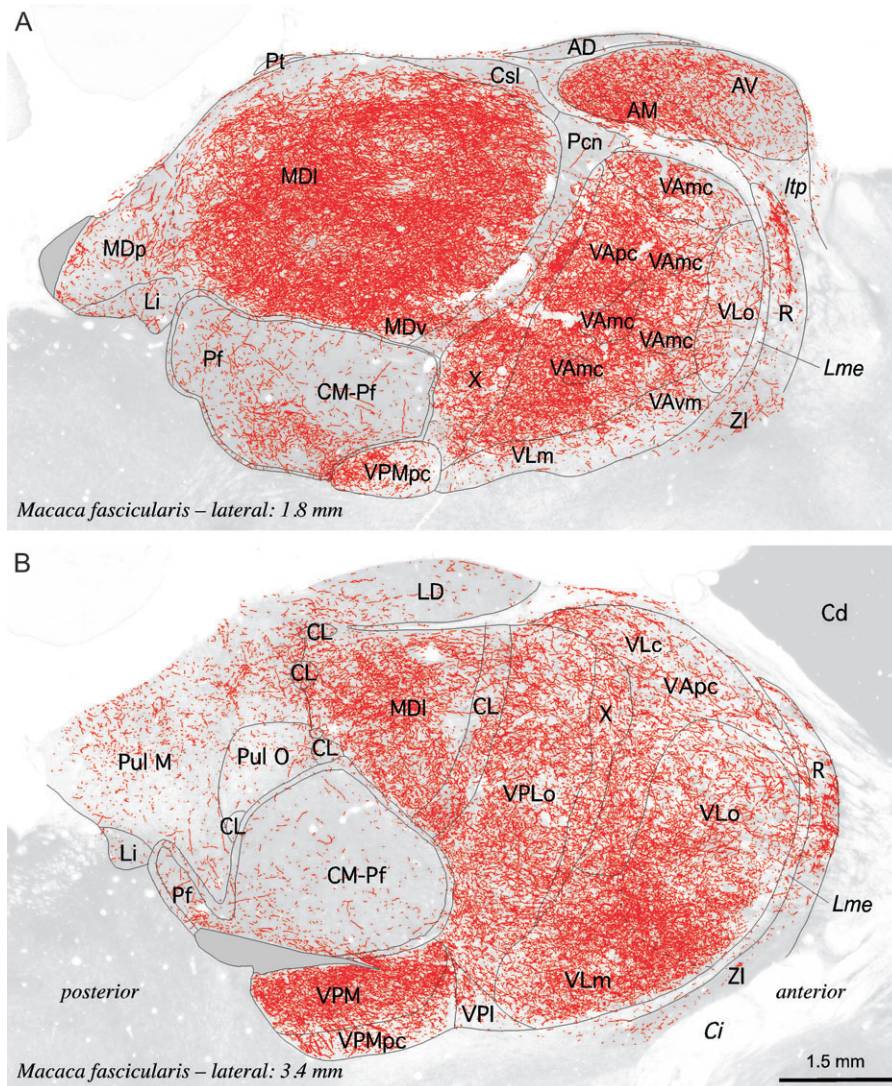 A
Pt
AD
Csl
AV
AM
Pcn
MDl
VAmc
Itp
MDp
VApc
VAmc
Li
MDv
VAmc
VLo
R
Pf
VAmc
CM-Pf
X
VAmc
Lme
VAvm
ZI
VPMpc
VLm
Macaca fascicularis – lateral: 1.8 mm
B
LD
Cd
CL
VLc
CL
MDl
CL
VApc
X
Pul M
Pul O
CL
R
VPLo
VLo
CL
Li
CM-Pf
Pf
Lme
posterior
VPM
VLm
ZI
anterior
VPI
VPMpc
Ci
1.5 mm
Macaca fascicularis – lateral: 3.4 mm